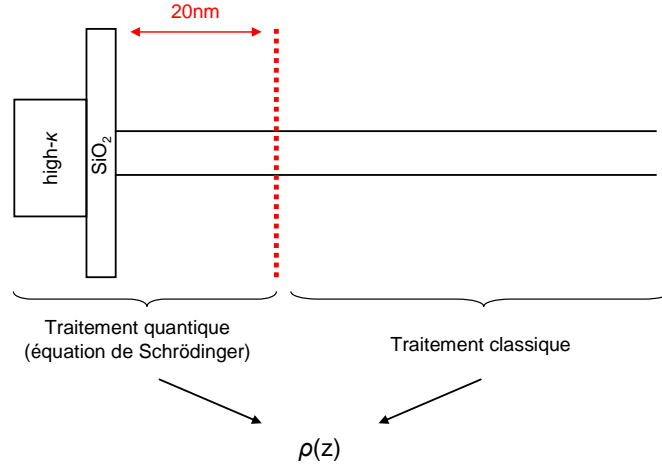 20nm
high-κ
SiO₂
Traitement quantique
(équation de Schrödinger)
Traitement classique
ρ(z)